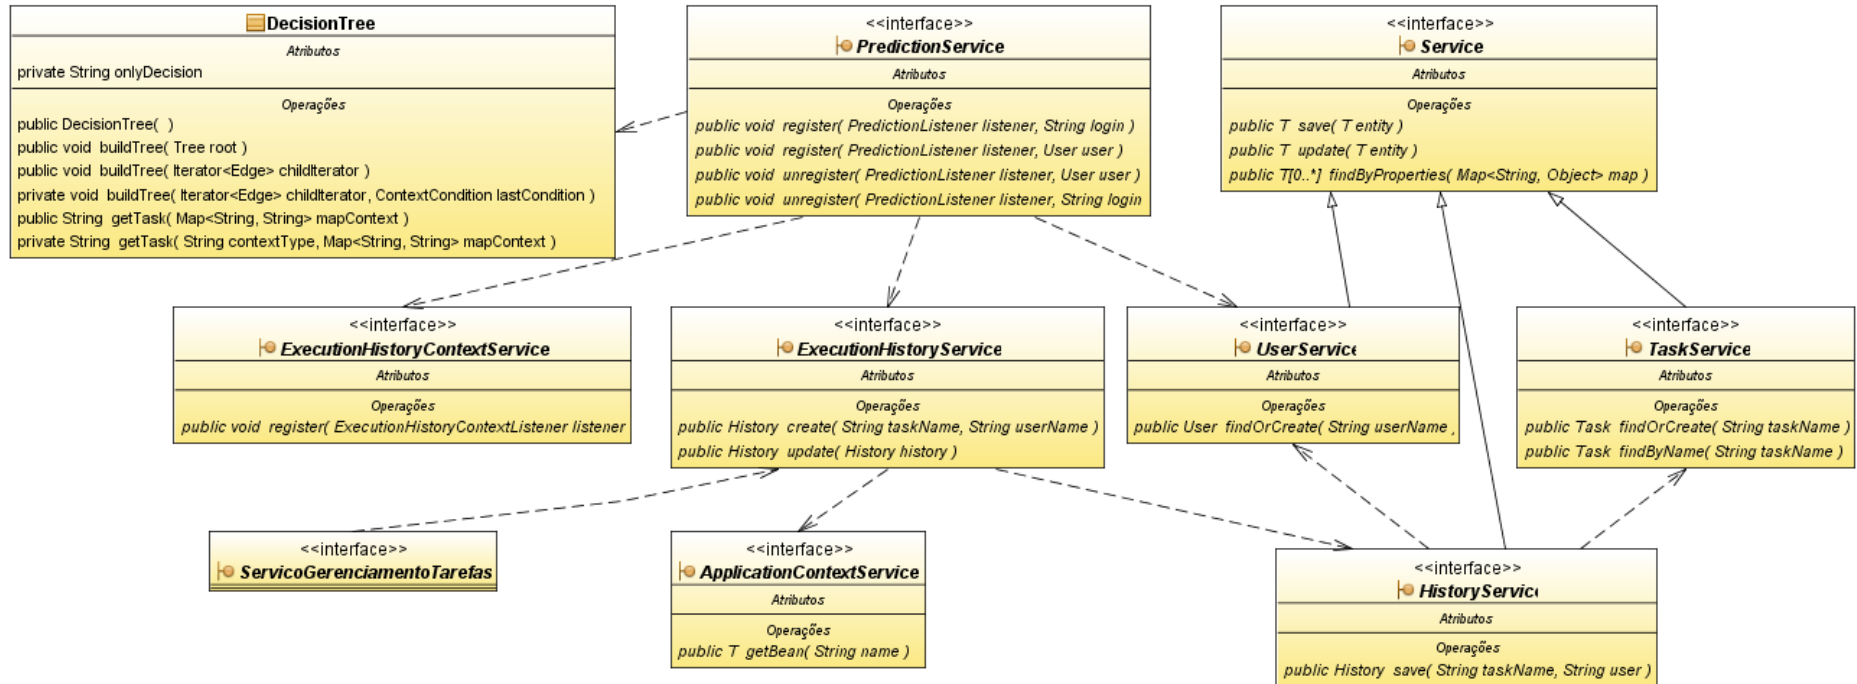 DecisionTree
Atributos
private String onlyDecision
Operações
public DecisionTree( )
public void buildTree( Tree root )
public void buildTree( Iterator<Edge> childIterator )
private void buildTree( Iterator<Edge> childIterator, ContextCondition lastCondition )
public String getTask( Map<String, String> mapContext )
private String getTask( String contextType, Map<String, String> mapContext )
<<interface>>
PredictionService
Atributos
Operações
public void register( PredictionListener listener, String login )
public void register( PredictionListener listener, User user )
public void unregister( PredictionListener listener, User user )
public void unregister( PredictionListener listener, String login
<<interface>>
Service
Atributos
Operações
public T save( T entity )
public T update( T entity )
public T[0..*] findByProperties( Map<String, Object> map )
<<interface>>
ExecutionHistoryContextService
Atributos
Operações
public void register( ExecutionHistoryContextListener listener
<<interface>>
ExecutionHistoryService
Atributos
Operações
public History create( String taskName, String userName )
public History update( History history )
<<interface>>
UserService
Atributos
Operações
public User findOrCreate( String userName
<<interface>>
TaskService
Atributos
Operações
public Task findOrCreate( String taskName )
public Task findByName( String taskName )
<<interface>>
ServicoGerenciamentoTarefas
<<interface>>
ApplicationContextService
Atributos
Operações
public T getBean( String name )
<<interface>>
HistoryService
Atributos
Operações
public History save( String taskName, String user )